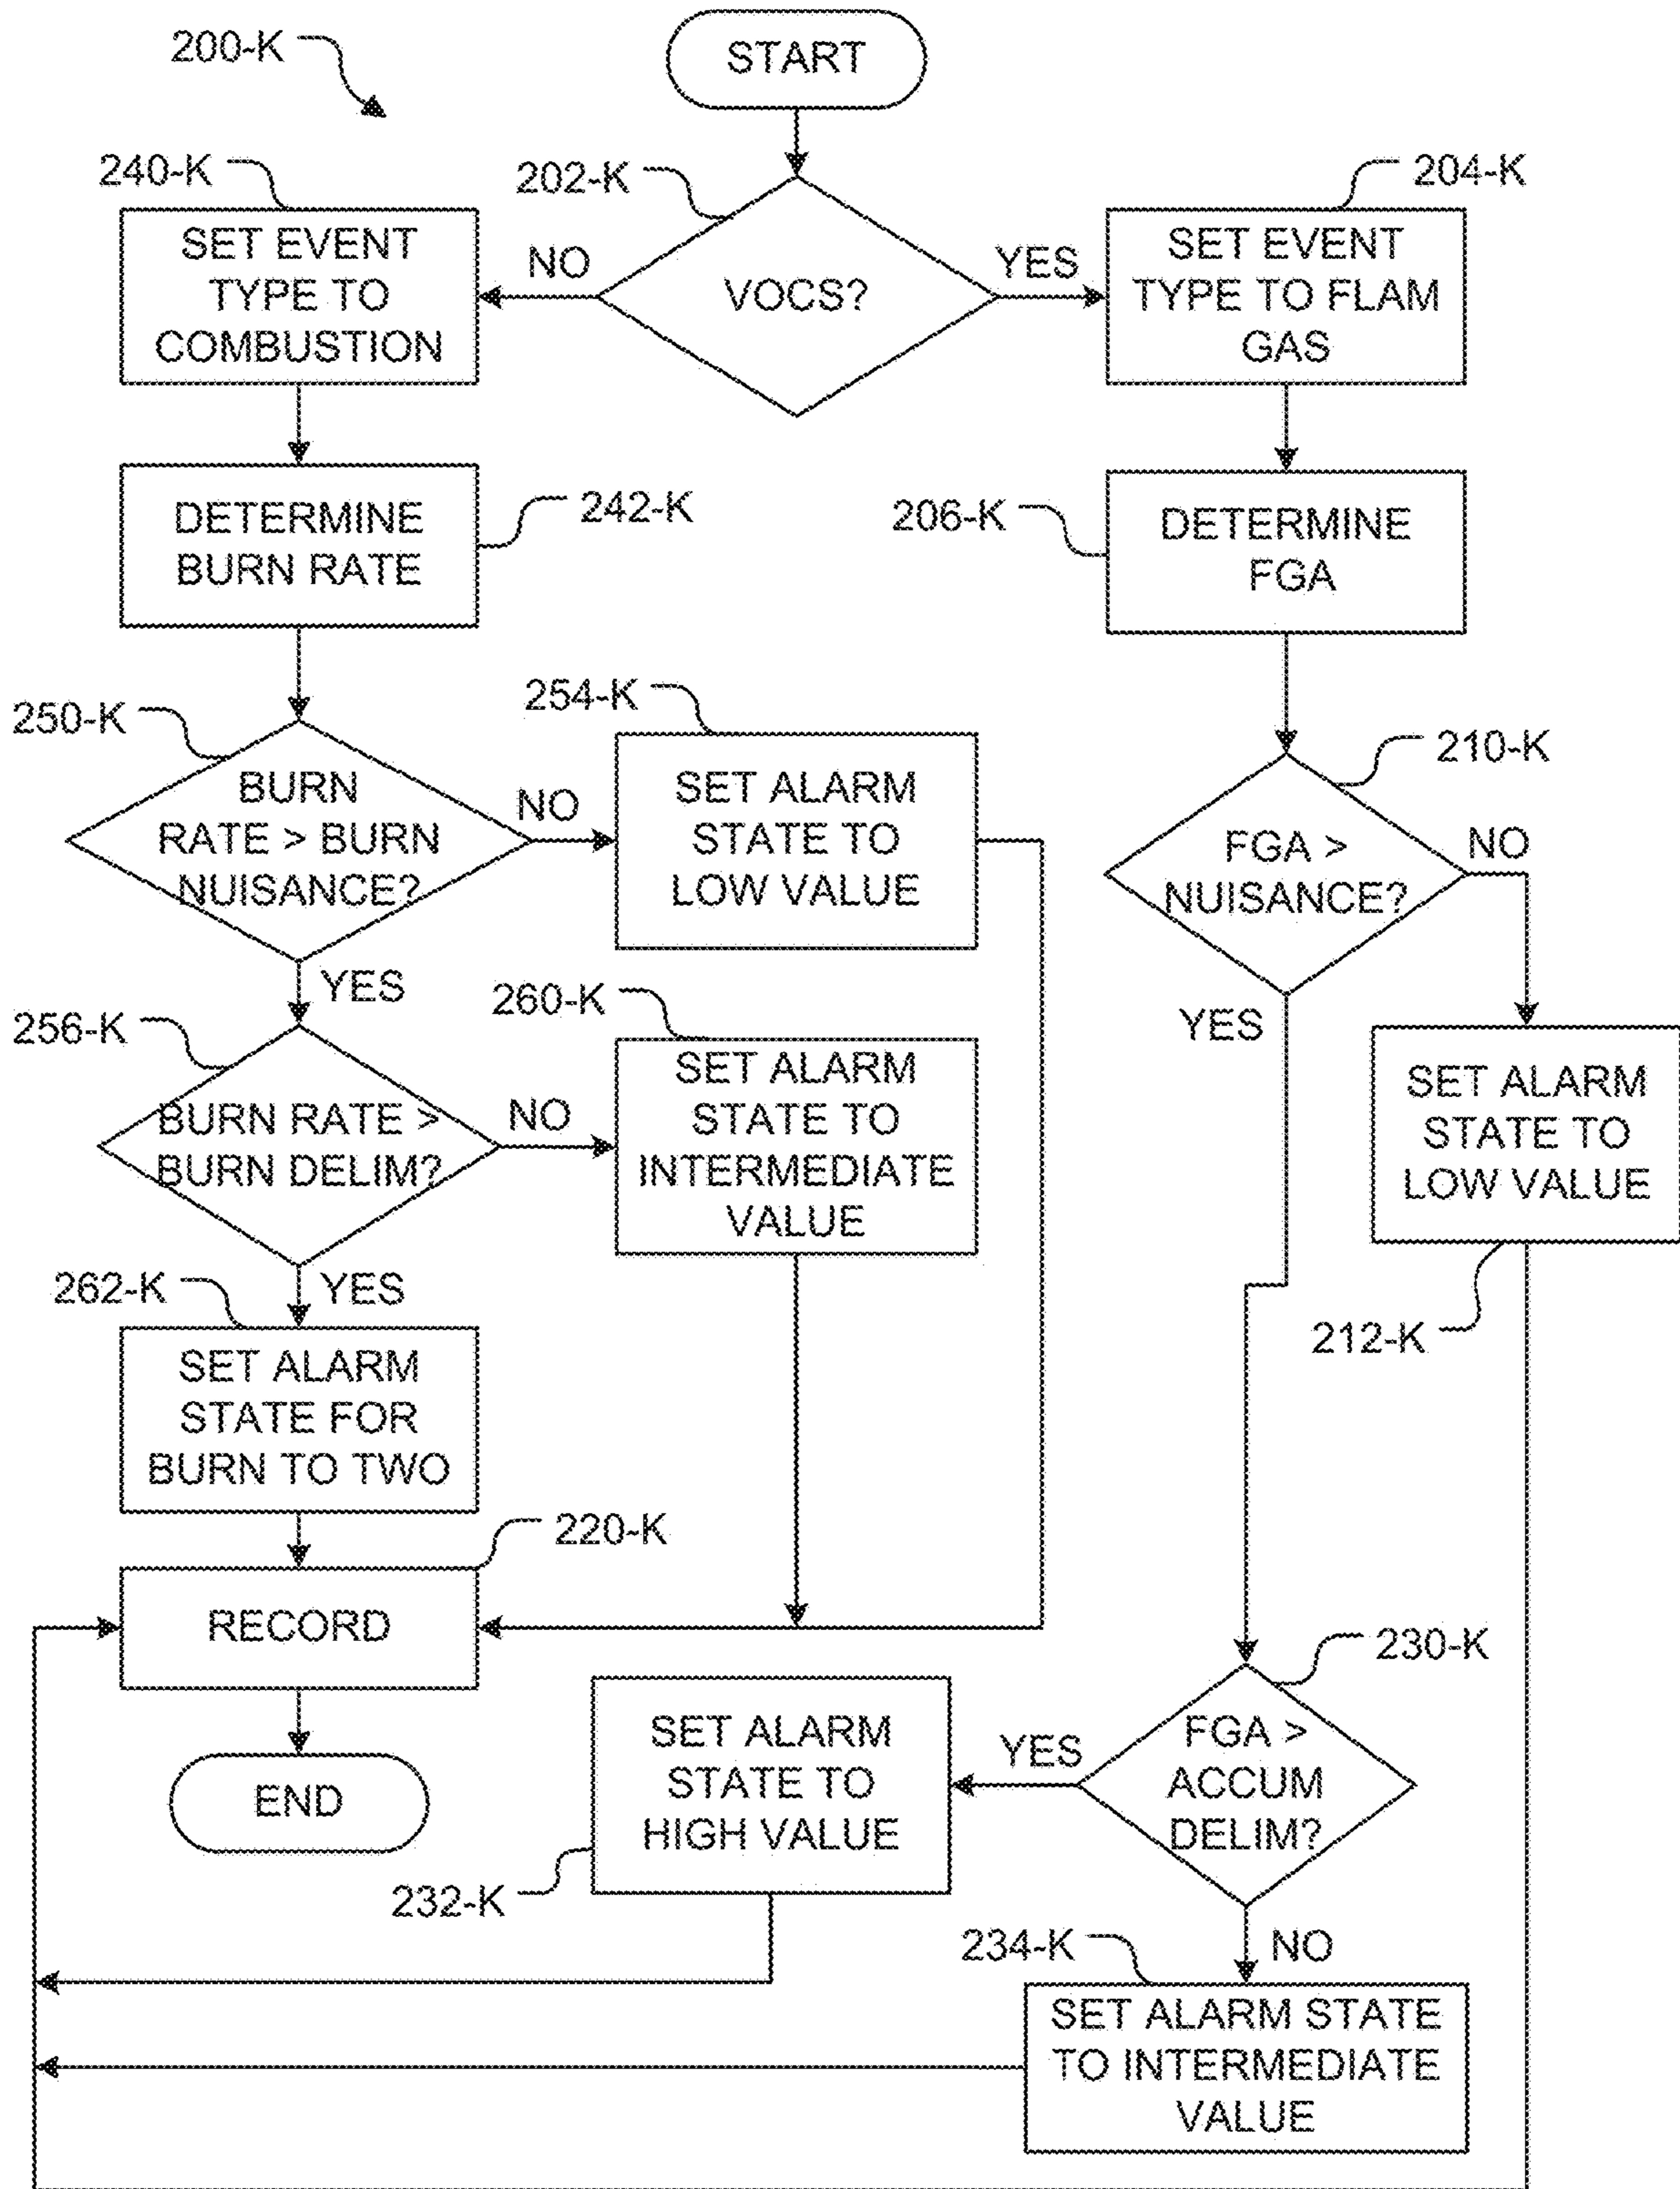 200-K
START
240-K
202-K
204-K
SET EVENT
TYPE TO
COMBUSTION
NO
VOCS?
YES
SET EVENT
TYPE TO FLAM
GAS
DETERMINE
BURN RATE
242-K
206-K
DETERMINE
FGA
250-K
254-K
210-K
BURN
RATE > BURN
NUISANCE?
NO
SET ALARM
STATE TO
LOW VALUE
FGA >
NUISANCE?
NO
YES
YES
256-K
260-K
BURN RATE >
BURN DELIM?
NO
SET ALARM
STATE TO
INTERMEDIATE
VALUE
SET ALARM
STATE TO
LOW VALUE
212-K
262-K
YES
SET ALARM
STATE FOR
BURN TO TWO
220-K
RECORD
END
230-K
FGA >
ACCUM
DELIM?
YES
SET ALARM
STATE TO
HIGH VALUE
232-K
234-K
NO
SET ALARM STATE
TO INTERMEDIATE
VALUE